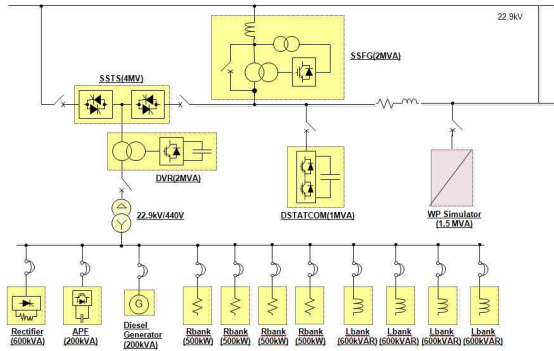 22.9kV
SSFG(2MVA)
SSTS(4MV)
DVR(2MVA)
DSTATCOM(1MVA)
WP Simulator
(1.5 MVA)
22.9kV/440V
G
Rectifier
(600kVA)
APF
(200kVA)
Diesel
Generator
(200kVA)
Rbank
(500kW)
Rbank
(500kW)
Rbank
(500kW)
Rbank
(500kW)
Lbank
(600kVAR)
Lbank
(600kVAR)
Lbank
(600kVAR)
Lbank
(600kVAR)